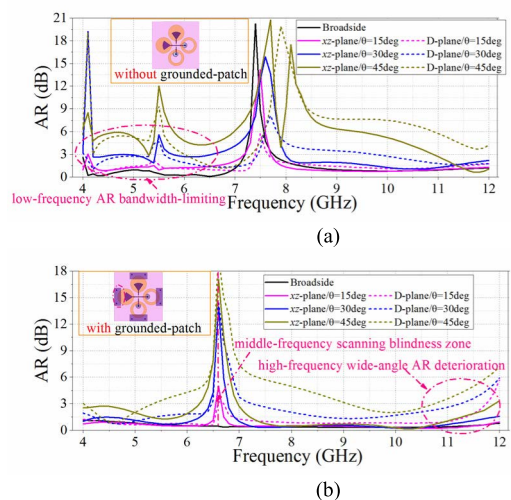 21
18
15
12
9
6
3
0
AR (dB)
without grounded-patch
Broadside
xz-plane/θ=15deg D-plane/θ=15deg
xz-plane/θ=30deg D-plane/θ=30deg
xz-plane/θ=45deg D-plane/θ=45deg
4 5 6 7 8 9 10 11 12
low-frequency AR bandwidth-limiting
Frequency (GHz)
(a)
18
15
12
9
6
3
0
AR (dB)
with grounded-patch
Broadside
xz-plane/θ=15deg D-plane/θ=15deg
xz-plane/θ=30deg D-plane/θ=30deg
xz-plane/θ=45deg D-plane/θ=45deg
middle-frequency scanning blindness zone
high-frequency wide-angle AR deterioration
4 5 6 7 8 9 10 11 12
Frequency (GHz)
(b)